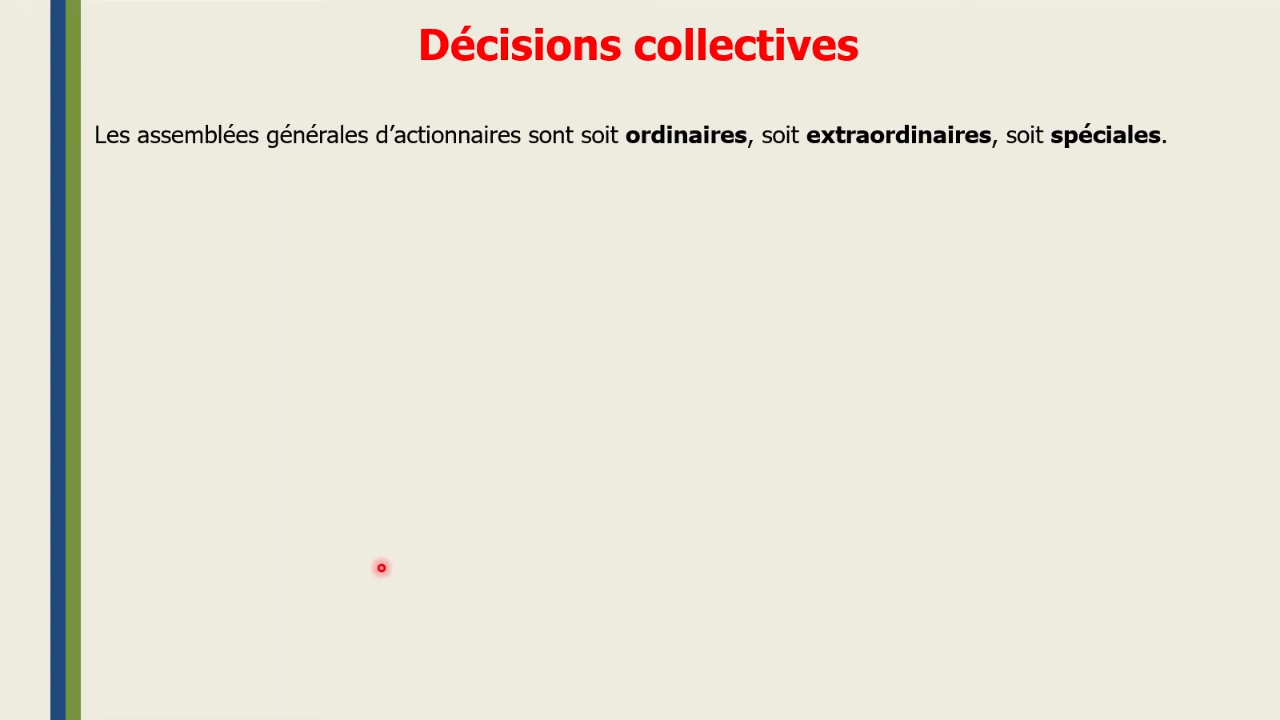 Décisions collectives
Les assemblées générales d’actionnaires sont soit ordinaires, soit extraordinaires, soit spéciales.